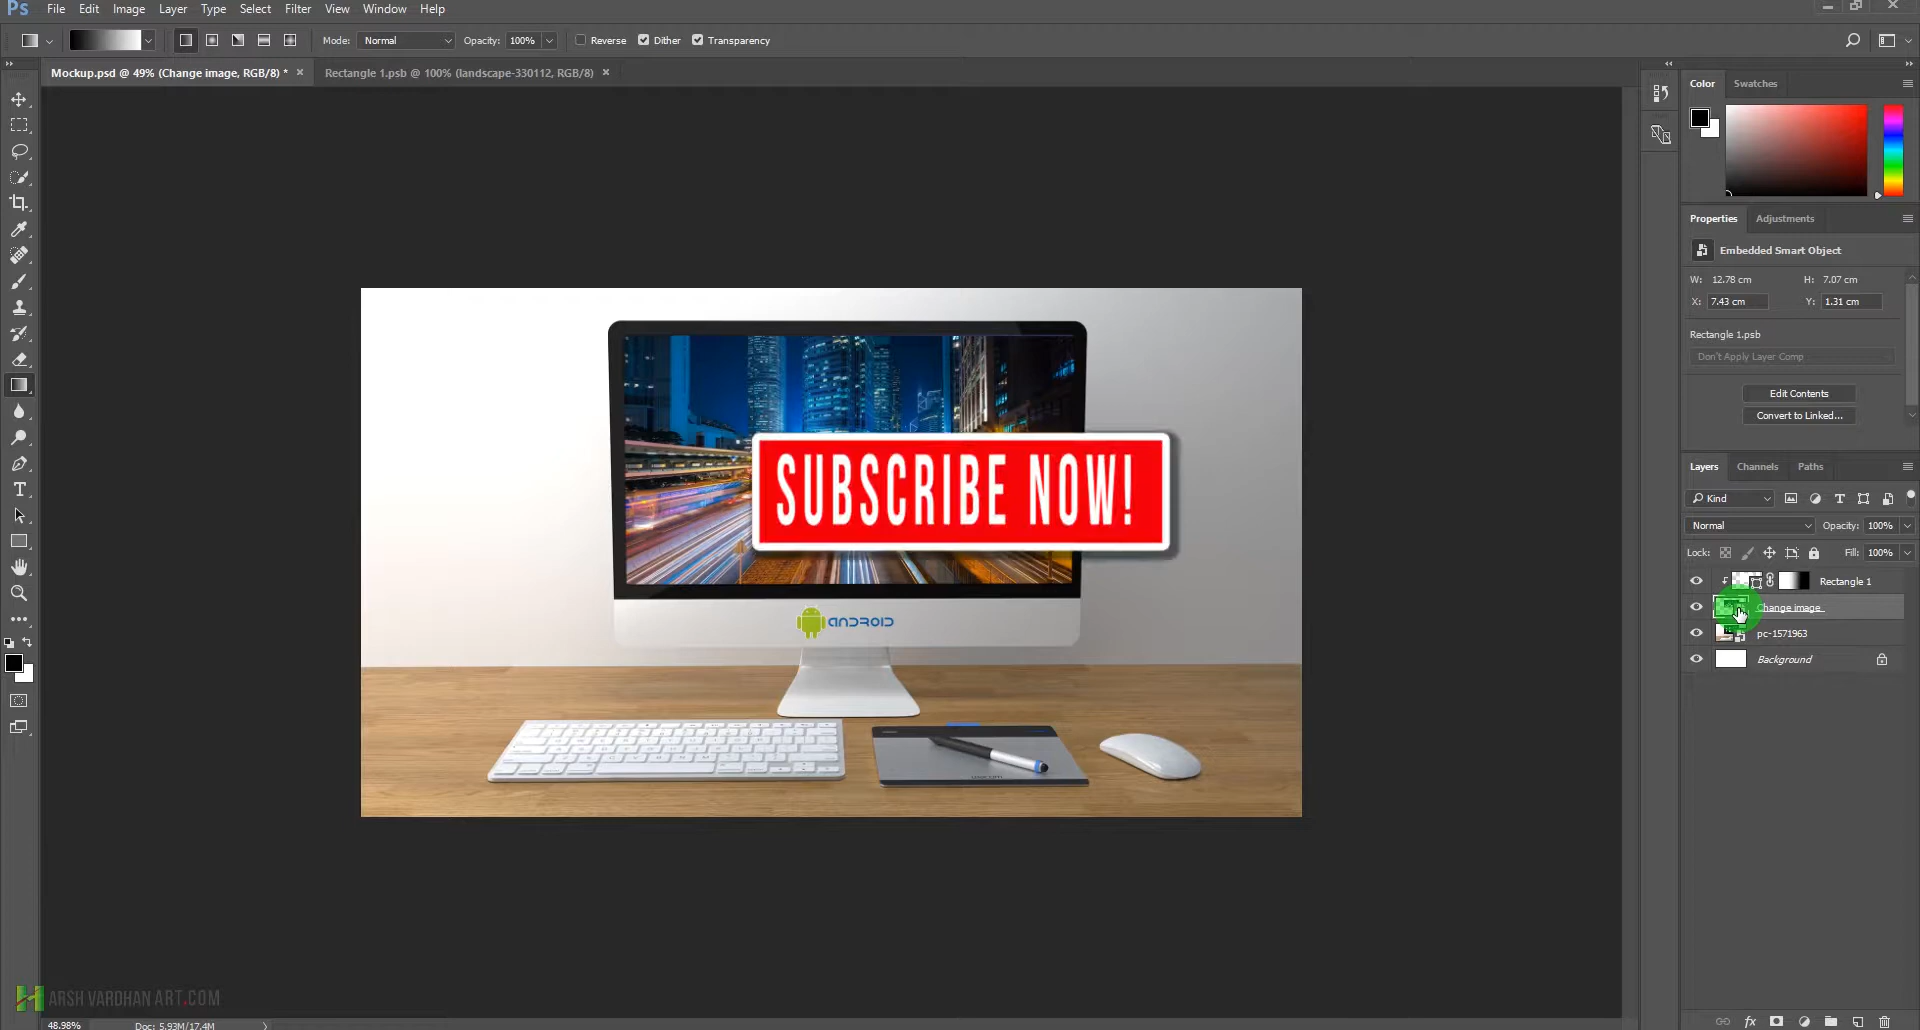 Ps File Edit Image Layer Type Select Filter View Window Help
Mode: Normal Opacity: 100% Reverse Dither Transparency
Mockup.psd @ 49% (Change image, RGB/8) * × Rectangle 1.psb @ 100% (landscape-330112, RGB/8) ×
Color Swatches
Properties Adjustments
Embedded Smart Object
W: 12.78 cm H: 7.07 cm
X: 7.43 cm Y: 1.31 cm
Rectangle 1.psb
Don't Apply Layer Comp
Edit Contents
Convert to Linked...
SUBSCRIBE NOW!
ANDROID
Layers Channels Paths
Kind
Normal Opacity: 100%
Lock: Fill: 100%
Rectangle 1
Change image
pc-1571963
Background
HARSH VARDHAN ART.COM
48.98% Doc: 5.93M/17.4M